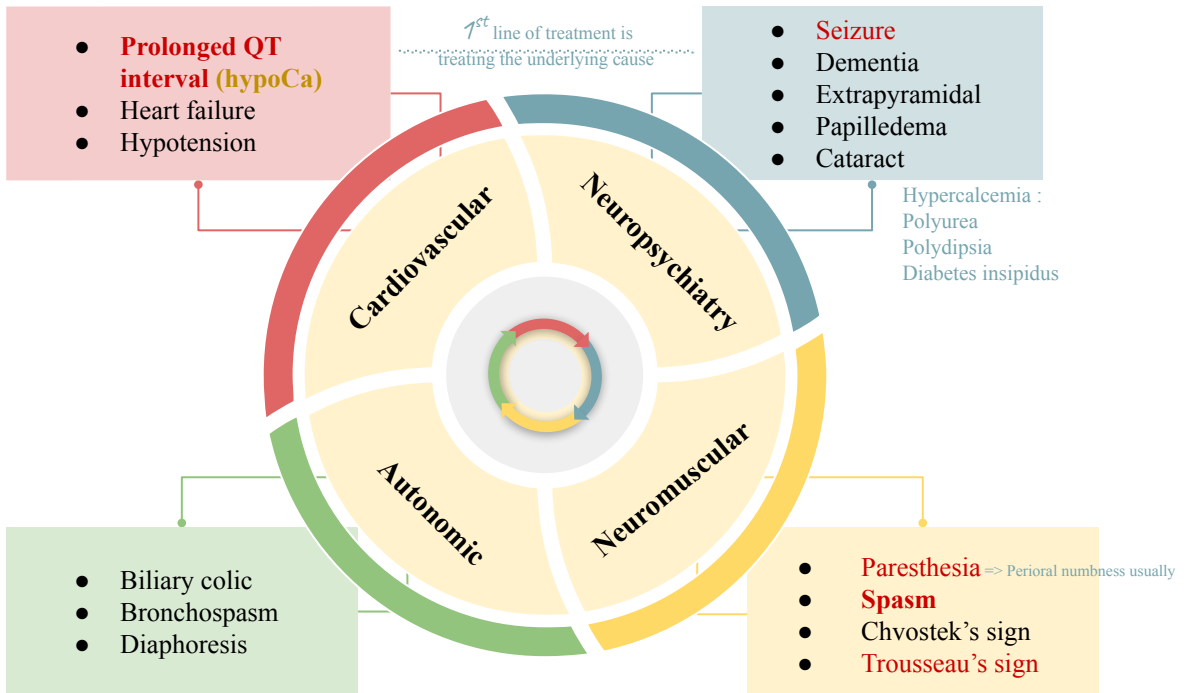 ● Prolonged QT
interval (hypoCa)
● Heart failure
● Hypotension
1st line of treatment is
treating the underlying cause
● Seizure
● Dementia
● Extrapyramidal
● Papilledema
● Cataract
Hypercalcemia :
Polyurea
Polydipsia
Diabetes insipidus
Cardiovascular
Neuropsychiatry
Autonomic
Neuromuscular
● Biliary colic
● Bronchospasm
● Diaphoresis
● Paresthesia => Perioral numbness usually
● Spasm
● Chvostek’s sign
● Trousseau’s sign